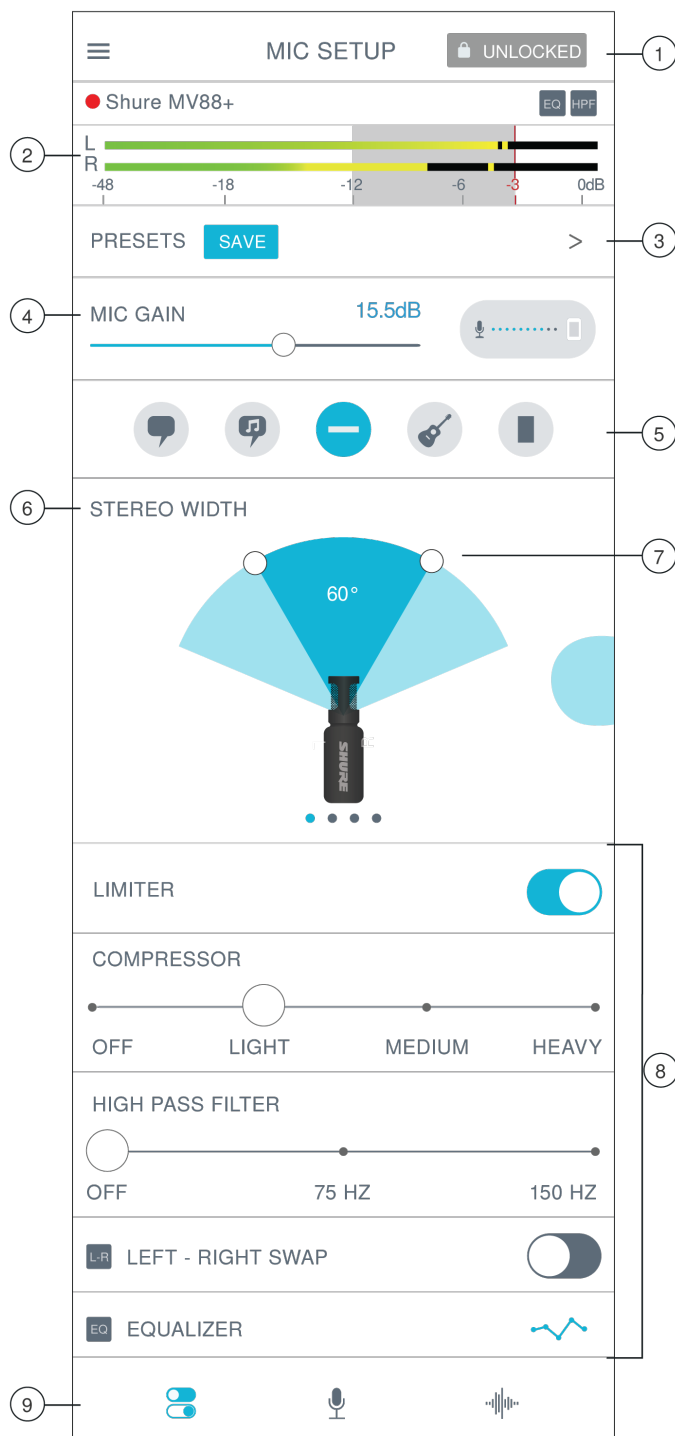 MIC SETUP
UNLOCKED
1
Shure MV88+
EQ HPF
L
2
R
-48 -18 -12 -6 -3 0dB
PRESETS SAVE >
3
4
MIC GAIN 15.5dB
5
6
STEREO WIDTH
7
60°
SHURE
LIMITER
COMPRESSOR
OFF LIGHT MEDIUM HEAVY
8
HIGH PASS FILTER
OFF 75 HZ 150 HZ
L-R LEFT - RIGHT SWAP
EQ EQUALIZER
9